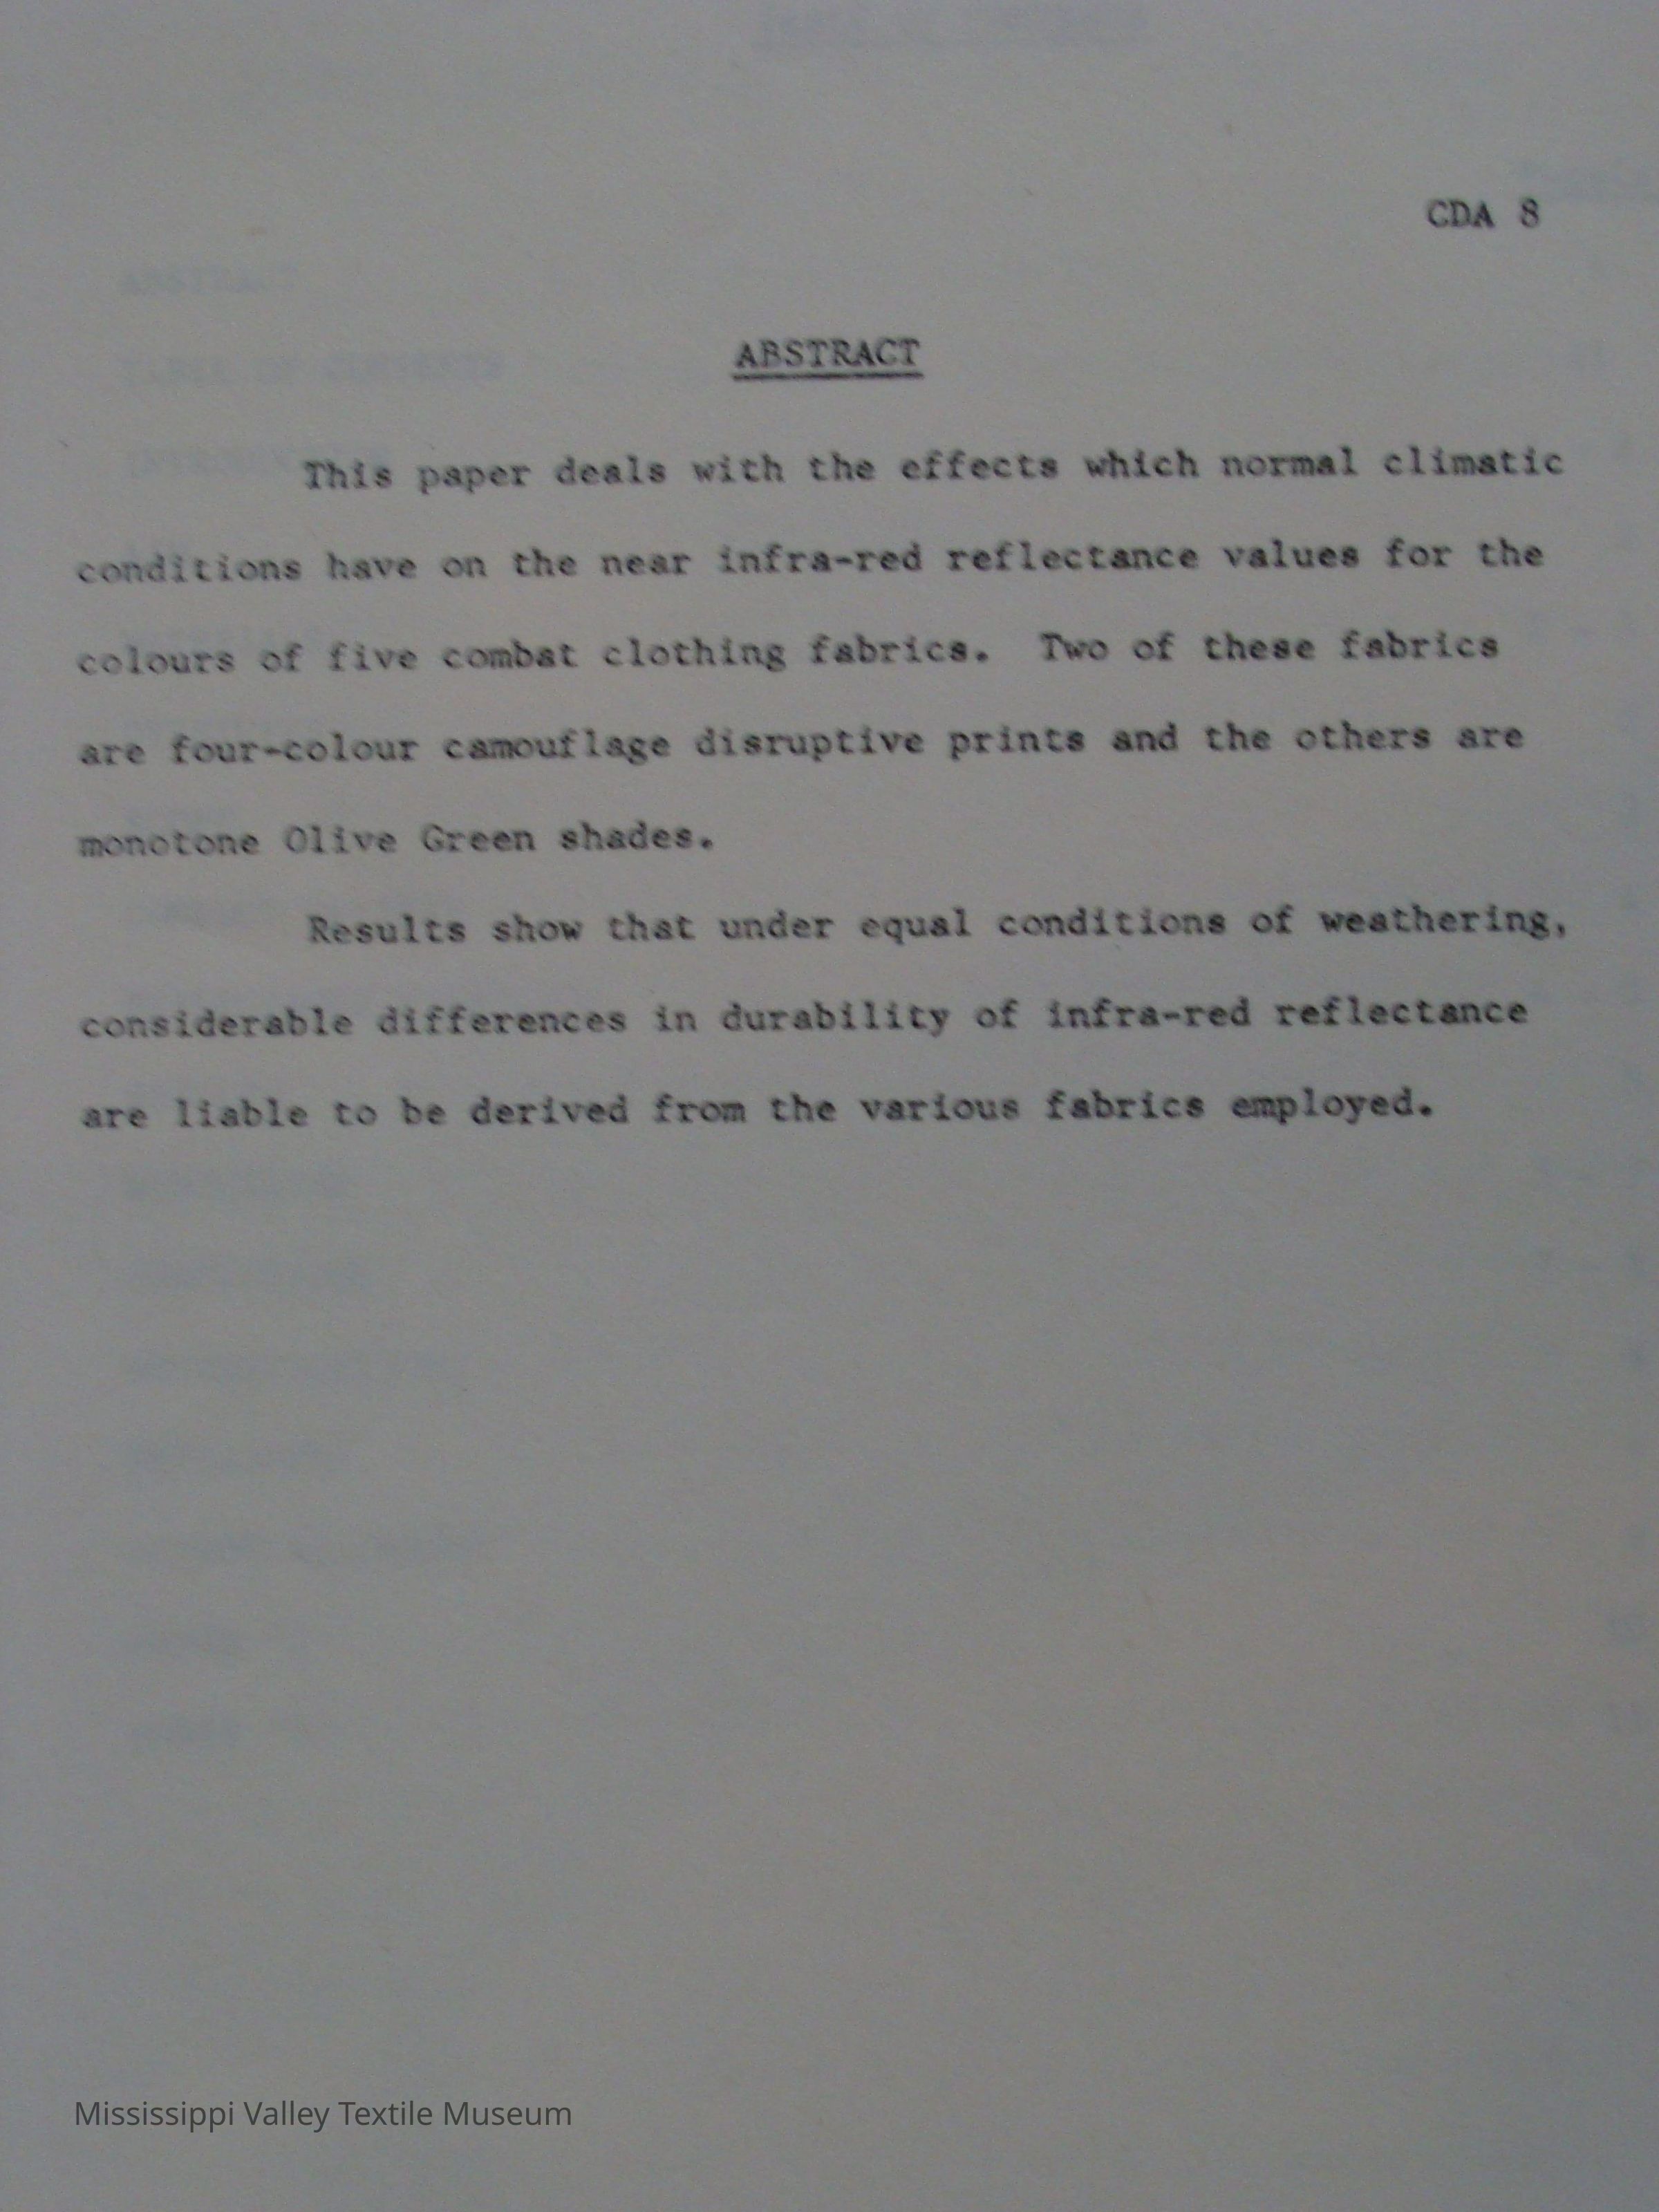 CDA 8
ABSTRACT
This paper deals with the effects which normal climatic
conditions have on the near infra-red reflectance values for the
colours of five combat clothing fabrics. Two of these fabrics
are four-colour camouflage disruptive prints and the others are
monotone Olive Green shades.
Results show that under equal conditions of weathering,
considerable differences in durability of infra-red reflectance
are liable to be derived from the various fabrics employed.
Mississippi Valley Textile Museum